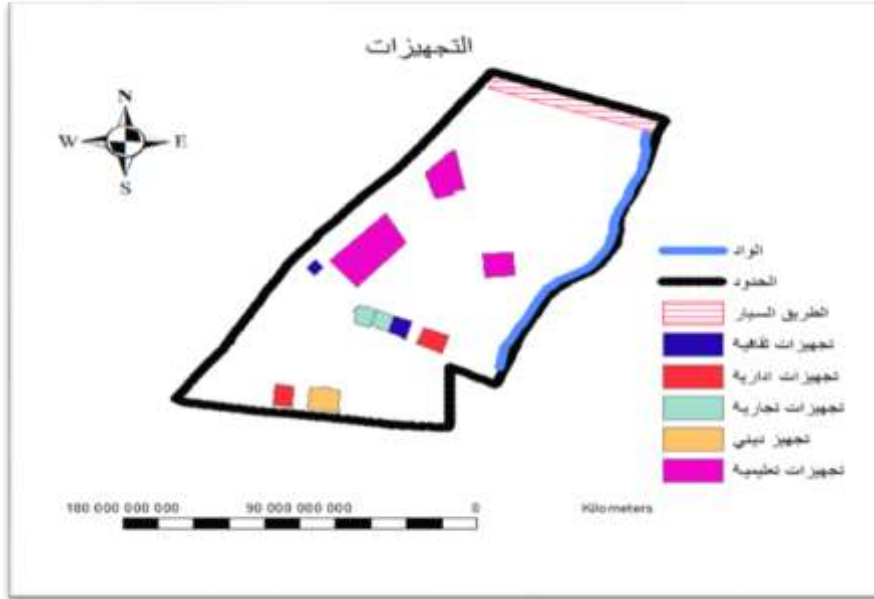 التجهيزات
N
W E
S
الواد
الحدود
الطريق السيار
تجهيزات ثقافية
تجهيزات ادارية
تجهيزات تجارية
تجهيز ديني
تجهيزات تعليمية
180 000 000 000 90 000 000 000 0 Kilometers